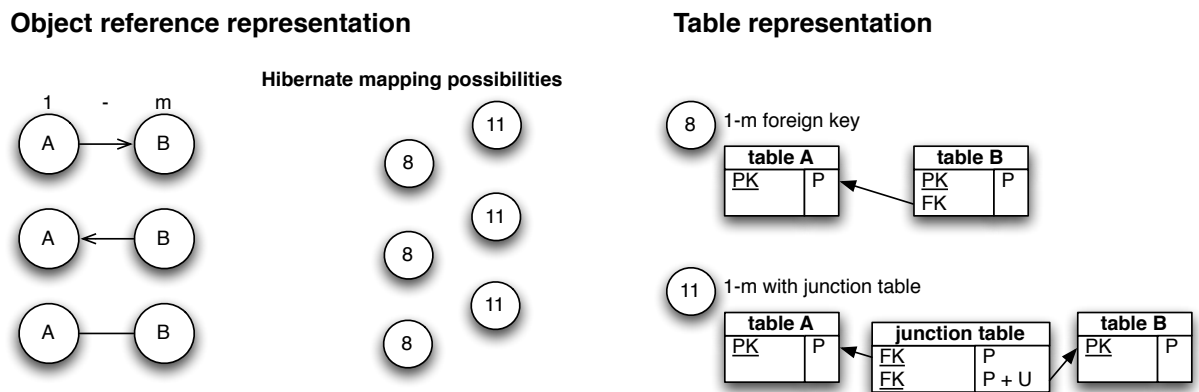 Object reference representation
Hibernate mapping possibilities
1 - m
A B
A B
A B
11
8
11
8
11
8
Table representation
8 1-m foreign key
table A
PK P
table B
PK P
FK
11 1-m with junction table
table A
PK P
junction table
FK P
FK P + U
table B
PK P